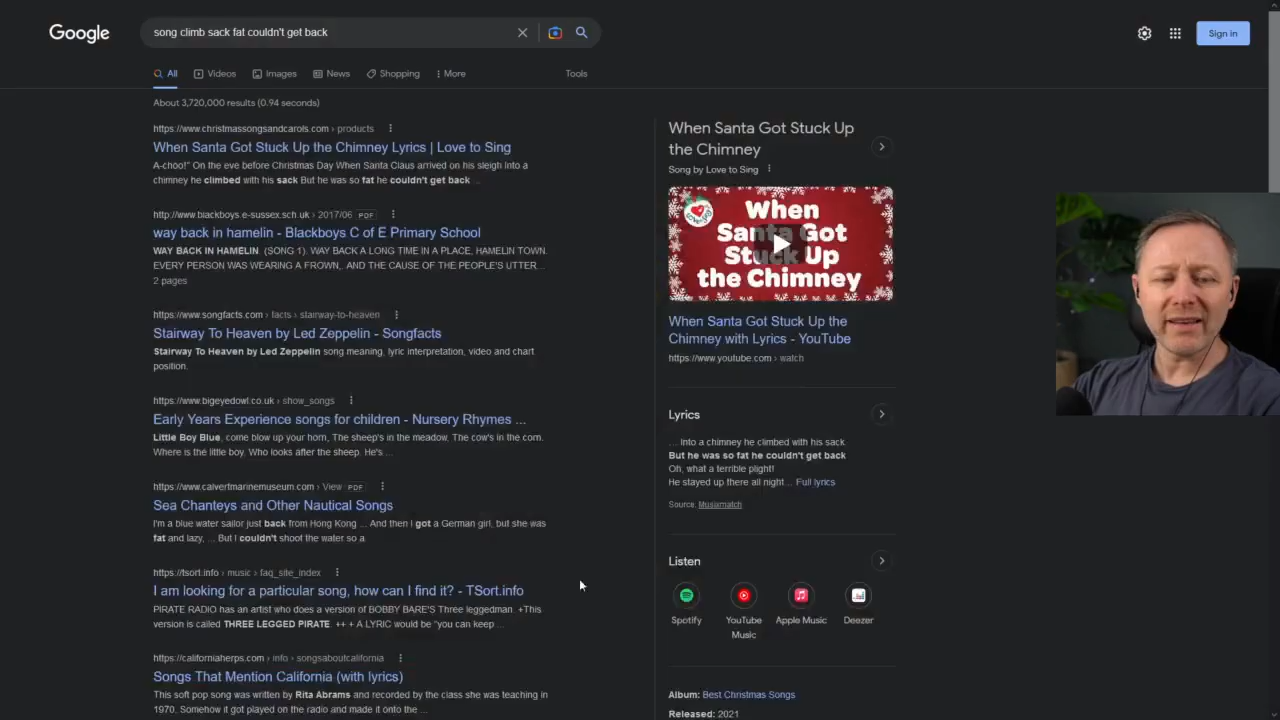 Google
song climb sack fat couldn't get back
Sign in
All
Videos
Images
News
Shopping
More
Tools
About 3,720,000 results (0.94 seconds)
https://www.christmassongsandcarols.com › products
When Santa Got Stuck Up the Chimney Lyrics | Love to Sing
A-choo!" On the eve before Christmas Day When Santa Claus arrived on his sleigh Into a
chimney he climbed with his sack But he was so fat he couldn't get back ...
http://www.blackboys.e-sussex.sch.uk › 2017/06 PDF
way back in hamelin - Blackboys C of E Primary School
WAY BACK IN HAMELIN. (SONG 1). WAY BACK A LONG TIME IN A PLACE, HAMELIN TOWN.
EVERY PERSON WAS WEARING A FROWN, AND THE CAUSE OF THE PEOPLE'S UTTER...
2 pages
https://www.songfacts.com › facts › stairway-to-heaven
Stairway To Heaven by Led Zeppelin - Songfacts
Stairway To Heaven by Led Zeppelin song meaning, lyric interpretation, video and chart
position.
https://www.bigeyedowl.co.uk › show_songs
Early Years Experience songs for children - Nursery Rhymes ...
Little Boy Blue, come blow up your horn, The sheep's in the meadow, The cow's in the corn.
Where is the little boy. Who looks after the sheep. He's ...
https://www.calvertmarinemuseum.com › View PDF
Sea Chanteys and Other Nautical Songs
I'm a blue water sailor just back from Hong Kong ... And then I got a German girl, but she was
fat and lazy, ... But I couldn't shoot the water so a.
https://tsort.info › music › faq_site_index
I am looking for a particular song, how can I find it? - TSort.info
PIRATE RADIO has an artist who does a version of BOBBY BARE'S Three leggedman. +This
version is called THREE LEGGED PIRATE. ++ + A LYRIC would be "you can keep ...
https://californiaherps.com › info › songsaboutcalifornia
Songs That Mention California (with lyrics)
This soft pop song was written by Rita Abrams and recorded by the class she was teaching in
1970. Somehow it got played on the radio and made it onto the ...
When Santa Got Stuck Up
the Chimney
Song by Love to Sing
When
Santa Got
Stuck Up
the Chimney
When Santa Got Stuck Up the
Chimney with Lyrics - YouTube
https://www.youtube.com › watch
Lyrics
... Into a chimney he climbed with his sack
But he was so fat he couldn't get back
Oh, what a terrible plight!
He stayed up there all night... Full lyrics
Source: Musixmatch
Listen
Spotify
YouTube
Music
Apple Music
Deezer
Album: Best Christmas Songs
Released: 2021